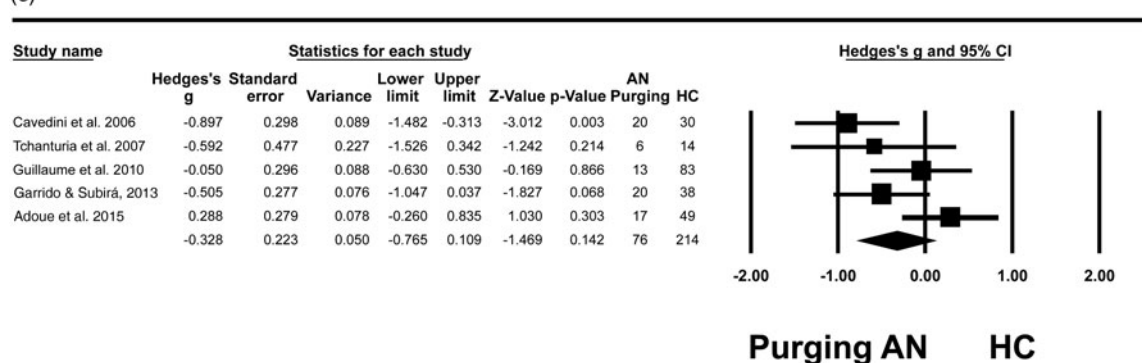 Study name Statistics for each study Hedges's g and 95% CI
Hedges's g Standard error Variance Lower limit Upper limit Z-Value p-Value AN Purging HC
Cavedini et al. 2006 -0.897 0.298 0.089 -1.482 -0.313 -3.012 0.003 20 30
Tchanturia et al. 2007 -0.592 0.477 0.227 -1.526 0.342 -1.242 0.214 6 14
Guillaume et al. 2010 -0.050 0.296 0.088 -0.630 0.530 -0.169 0.866 13 83
Garrido & Subirá, 2013 -0.505 0.277 0.076 -1.047 0.037 -1.827 0.068 20 38
Adoue et al. 2015 0.288 0.279 0.078 -0.260 0.835 1.030 0.303 17 49
-0.328 0.223 0.050 -0.765 0.109 -1.469 0.142 76 214
-2.00 -1.00 0.00 1.00 2.00
Purging AN HC